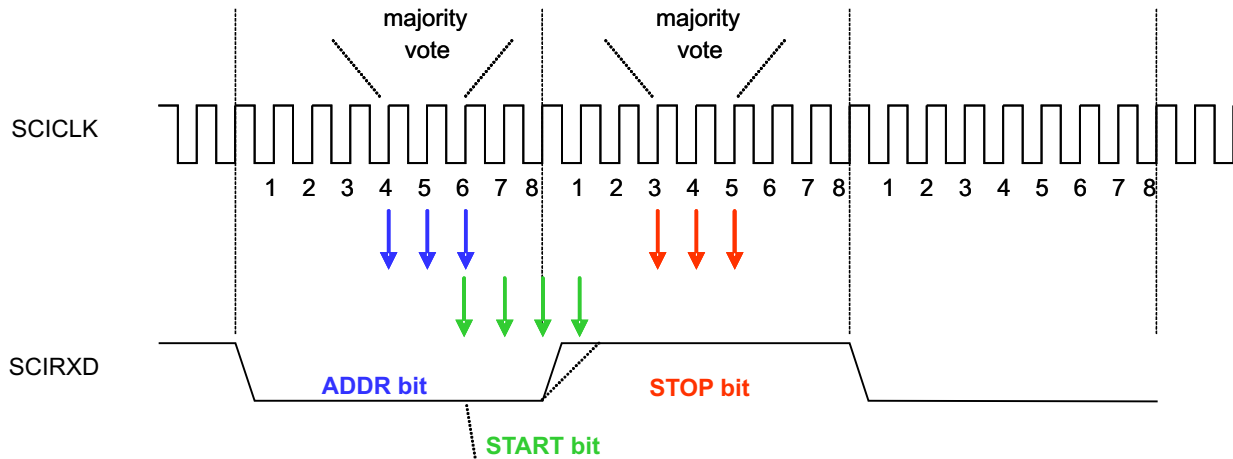 majority
vote
majority
vote
SCICLK
1 2 3 4 5 6 7 8 1 2 3 4 5 6 7 8 1 2 3 4 5 6 7 8
SCIRXD
ADDR bit
STOP bit
START bit